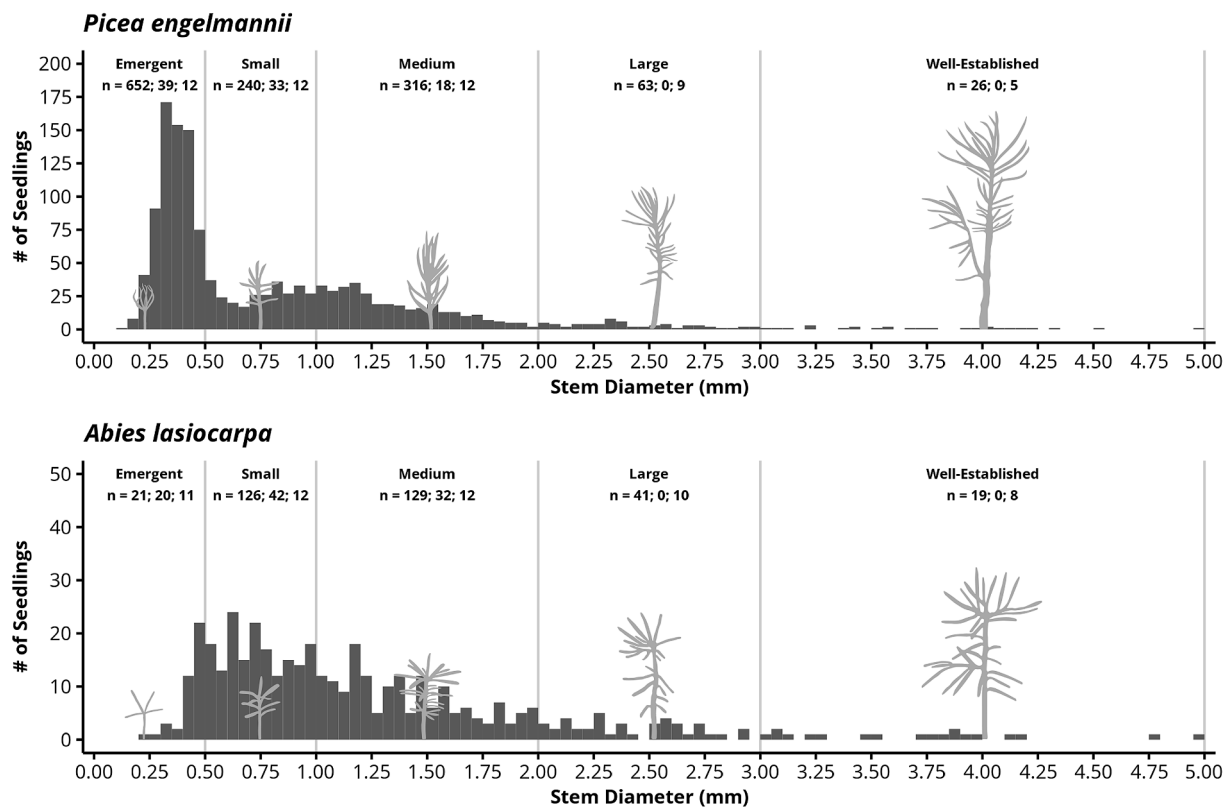 Picea engelmannii
Emergent Small Medium Large Well-Established
n = 652; 39; 12 n = 240; 33; 12 n = 316; 18; 12 n = 63; 0; 9 n = 26; 0; 5
200
175
150
125
100
75
50
25
0
# of Seedlings
0.00 0.25 0.50 0.75 1.00 1.25 1.50 1.75 2.00 2.25 2.50 2.75 3.00 3.25 3.50 3.75 4.00 4.25 4.50 4.75 5.00
Stem Diameter (mm)
Abies lasiocarpa
Emergent Small Medium Large Well-Established
n = 21; 20; 11 n = 126; 42; 12 n = 129; 32; 12 n = 41; 0; 10 n = 19; 0; 8
50
40
30
20
10
0
# of Seedlings
0.00 0.25 0.50 0.75 1.00 1.25 1.50 1.75 2.00 2.25 2.50 2.75 3.00 3.25 3.50 3.75 4.00 4.25 4.50 4.75 5.00
Stem Diameter (mm)